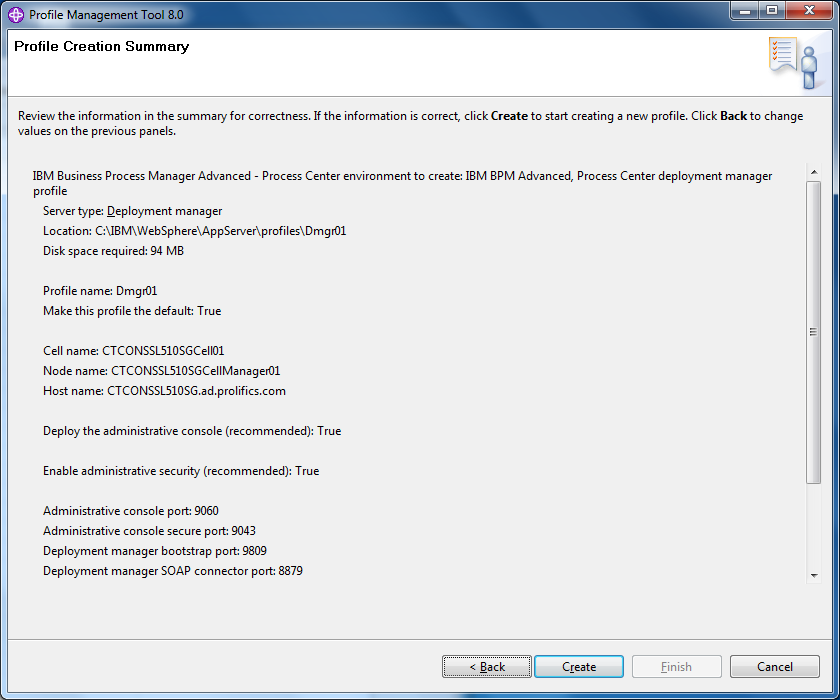 Profile Management Tool 8.0
Profile Creation Summary
Review the information in the summary for correctness. If the information is correct, click Create to start creating a new profile. Click Back to change
values on the previous panels.
IBM Business Process Manager Advanced - Process Center environment to create: IBM BPM Advanced, Process Center deployment manager
profile
Server type: Deployment manager
Location: C:\IBM\WebSphere\AppServer\profiles\Dmgr01
Disk space required: 94 MB
Profile name: Dmgr01
Make this profile the default: True
Cell name: CTCONSSL510SGCell01
Node name: CTCONSSL510SGCellManager01
Host name: CTCONSSL510SG.ad.prolifics.com
Deploy the administrative console (recommended): True
Enable administrative security (recommended): True
Administrative console port: 9060
Administrative console secure port: 9043
Deployment manager bootstrap port: 9809
Deployment manager SOAP connector port: 8879
< Back Create Finish Cancel